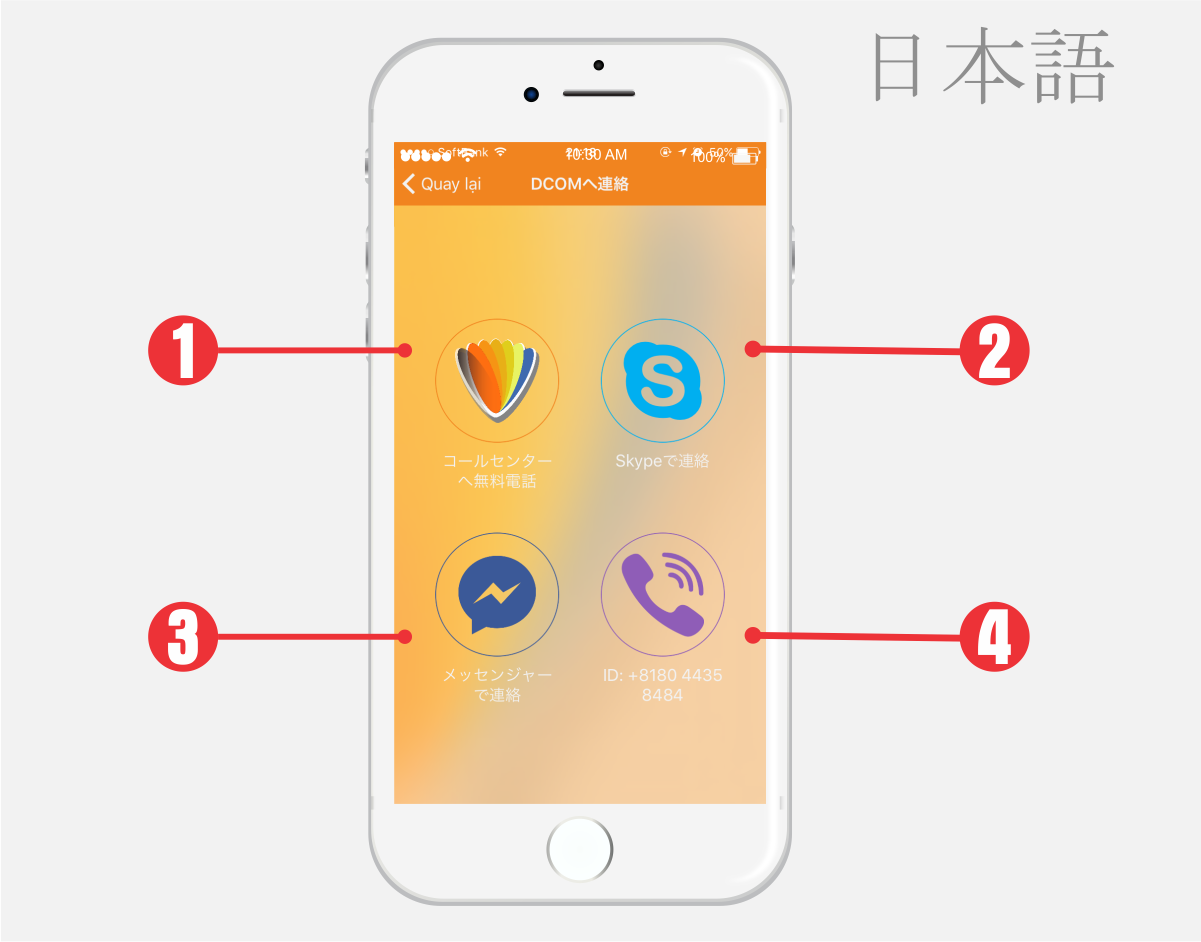 日本語
SoftBank
10:30 AM
50%
100%
Quay lại
DCOMへ連絡
1
2
コールセンター
へ無料電話
Skypeで連絡
3
4
メッセンジャー
で連絡
ID: +8180 4435
8484